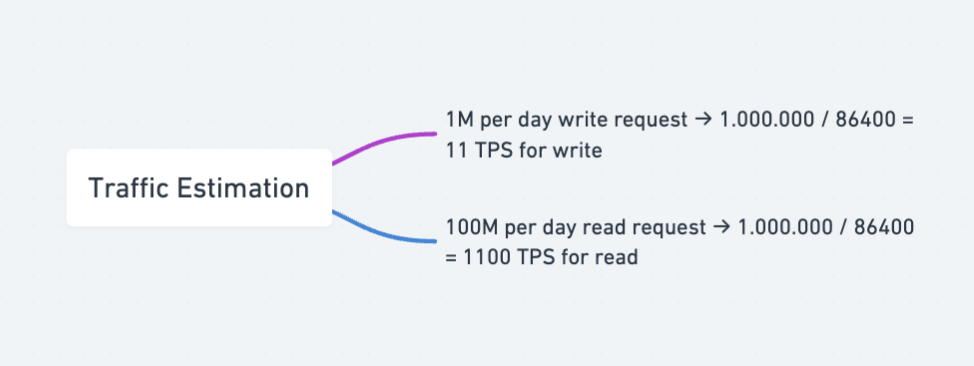 Traffic Estimation
1M per day write request → 1.000.000 / 86400 =
11 TPS for write
100M per day read request → 1.000.000 / 86400
= 1100 TPS for read